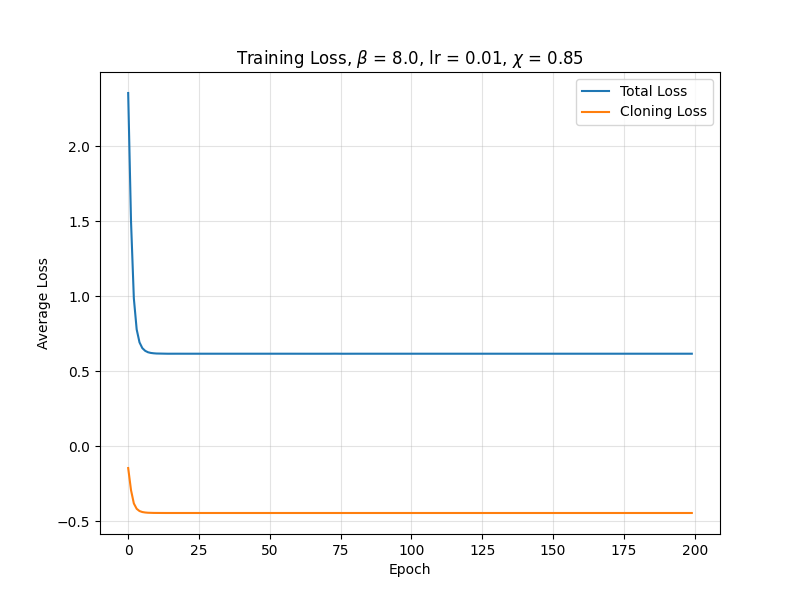 Training Loss, β = 8.0, lr = 0.01, χ = 0.85
Total Loss
Cloning Loss
Average Loss
2.0
1.5
1.0
0.5
0.0
−0.5
0 25 50 75 100 125 150 175 200
Epoch